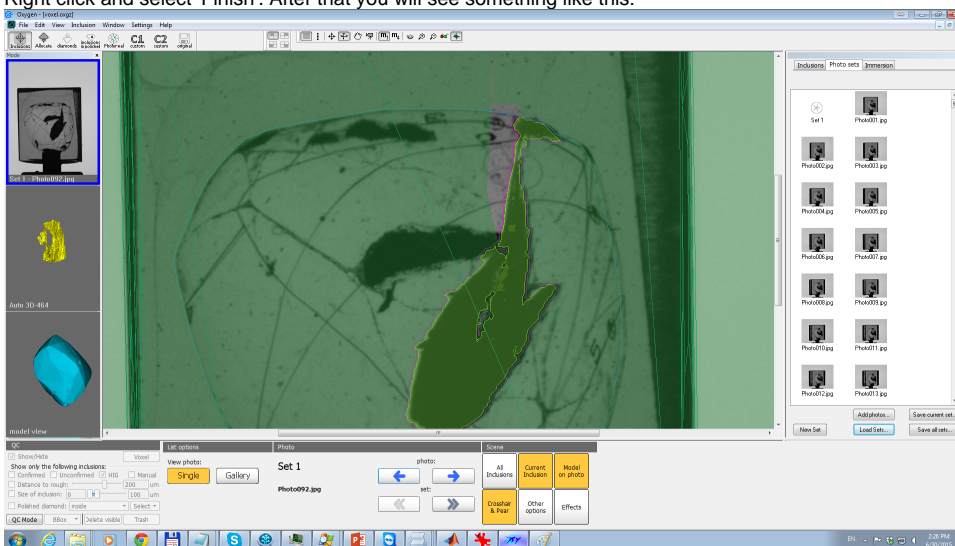 Right click and select 'Finish'. After that you will see something like this:
Oxygen - [voxel.oxgz]
File Edit View Inclusion Window Settings Help
Inclusions Allocate diamonds inclusions in polished Photoreal C1 custom C2 custom original
Mode
Inclusions Photo sets Immersion
Set 1 Photo001.jpg
Photo002.jpg Photo003.jpg
Photo004.jpg Photo005.jpg
Photo006.jpg Photo007.jpg
Photo008.jpg Photo009.jpg
Photo010.jpg Photo011.jpg
Photo012.jpg Photo013.jpg
Add photos... Save current set...
New Set Load Sets... Save all sets...
Set 1 - Photo092.jpg
Auto 3D-464
model view
QC
Show/Hide Voxel
Show only the following inclusions:
Confirmed Unconfirmed HIG Manual
Distance to rough: 200 um
Size of inclusion: 0 100 um
Polished diamond: inside Select
QC Mode BBox Delete visible Trash
List options
View photo:
Single Gallery
Photo
Set 1
Photo092.jpg
photo:
set:
Scene
All Inclusions Current Inclusion Model on photo
Crosshair & Pear Other options Effects
EN 2:26 PM
6/30/2015